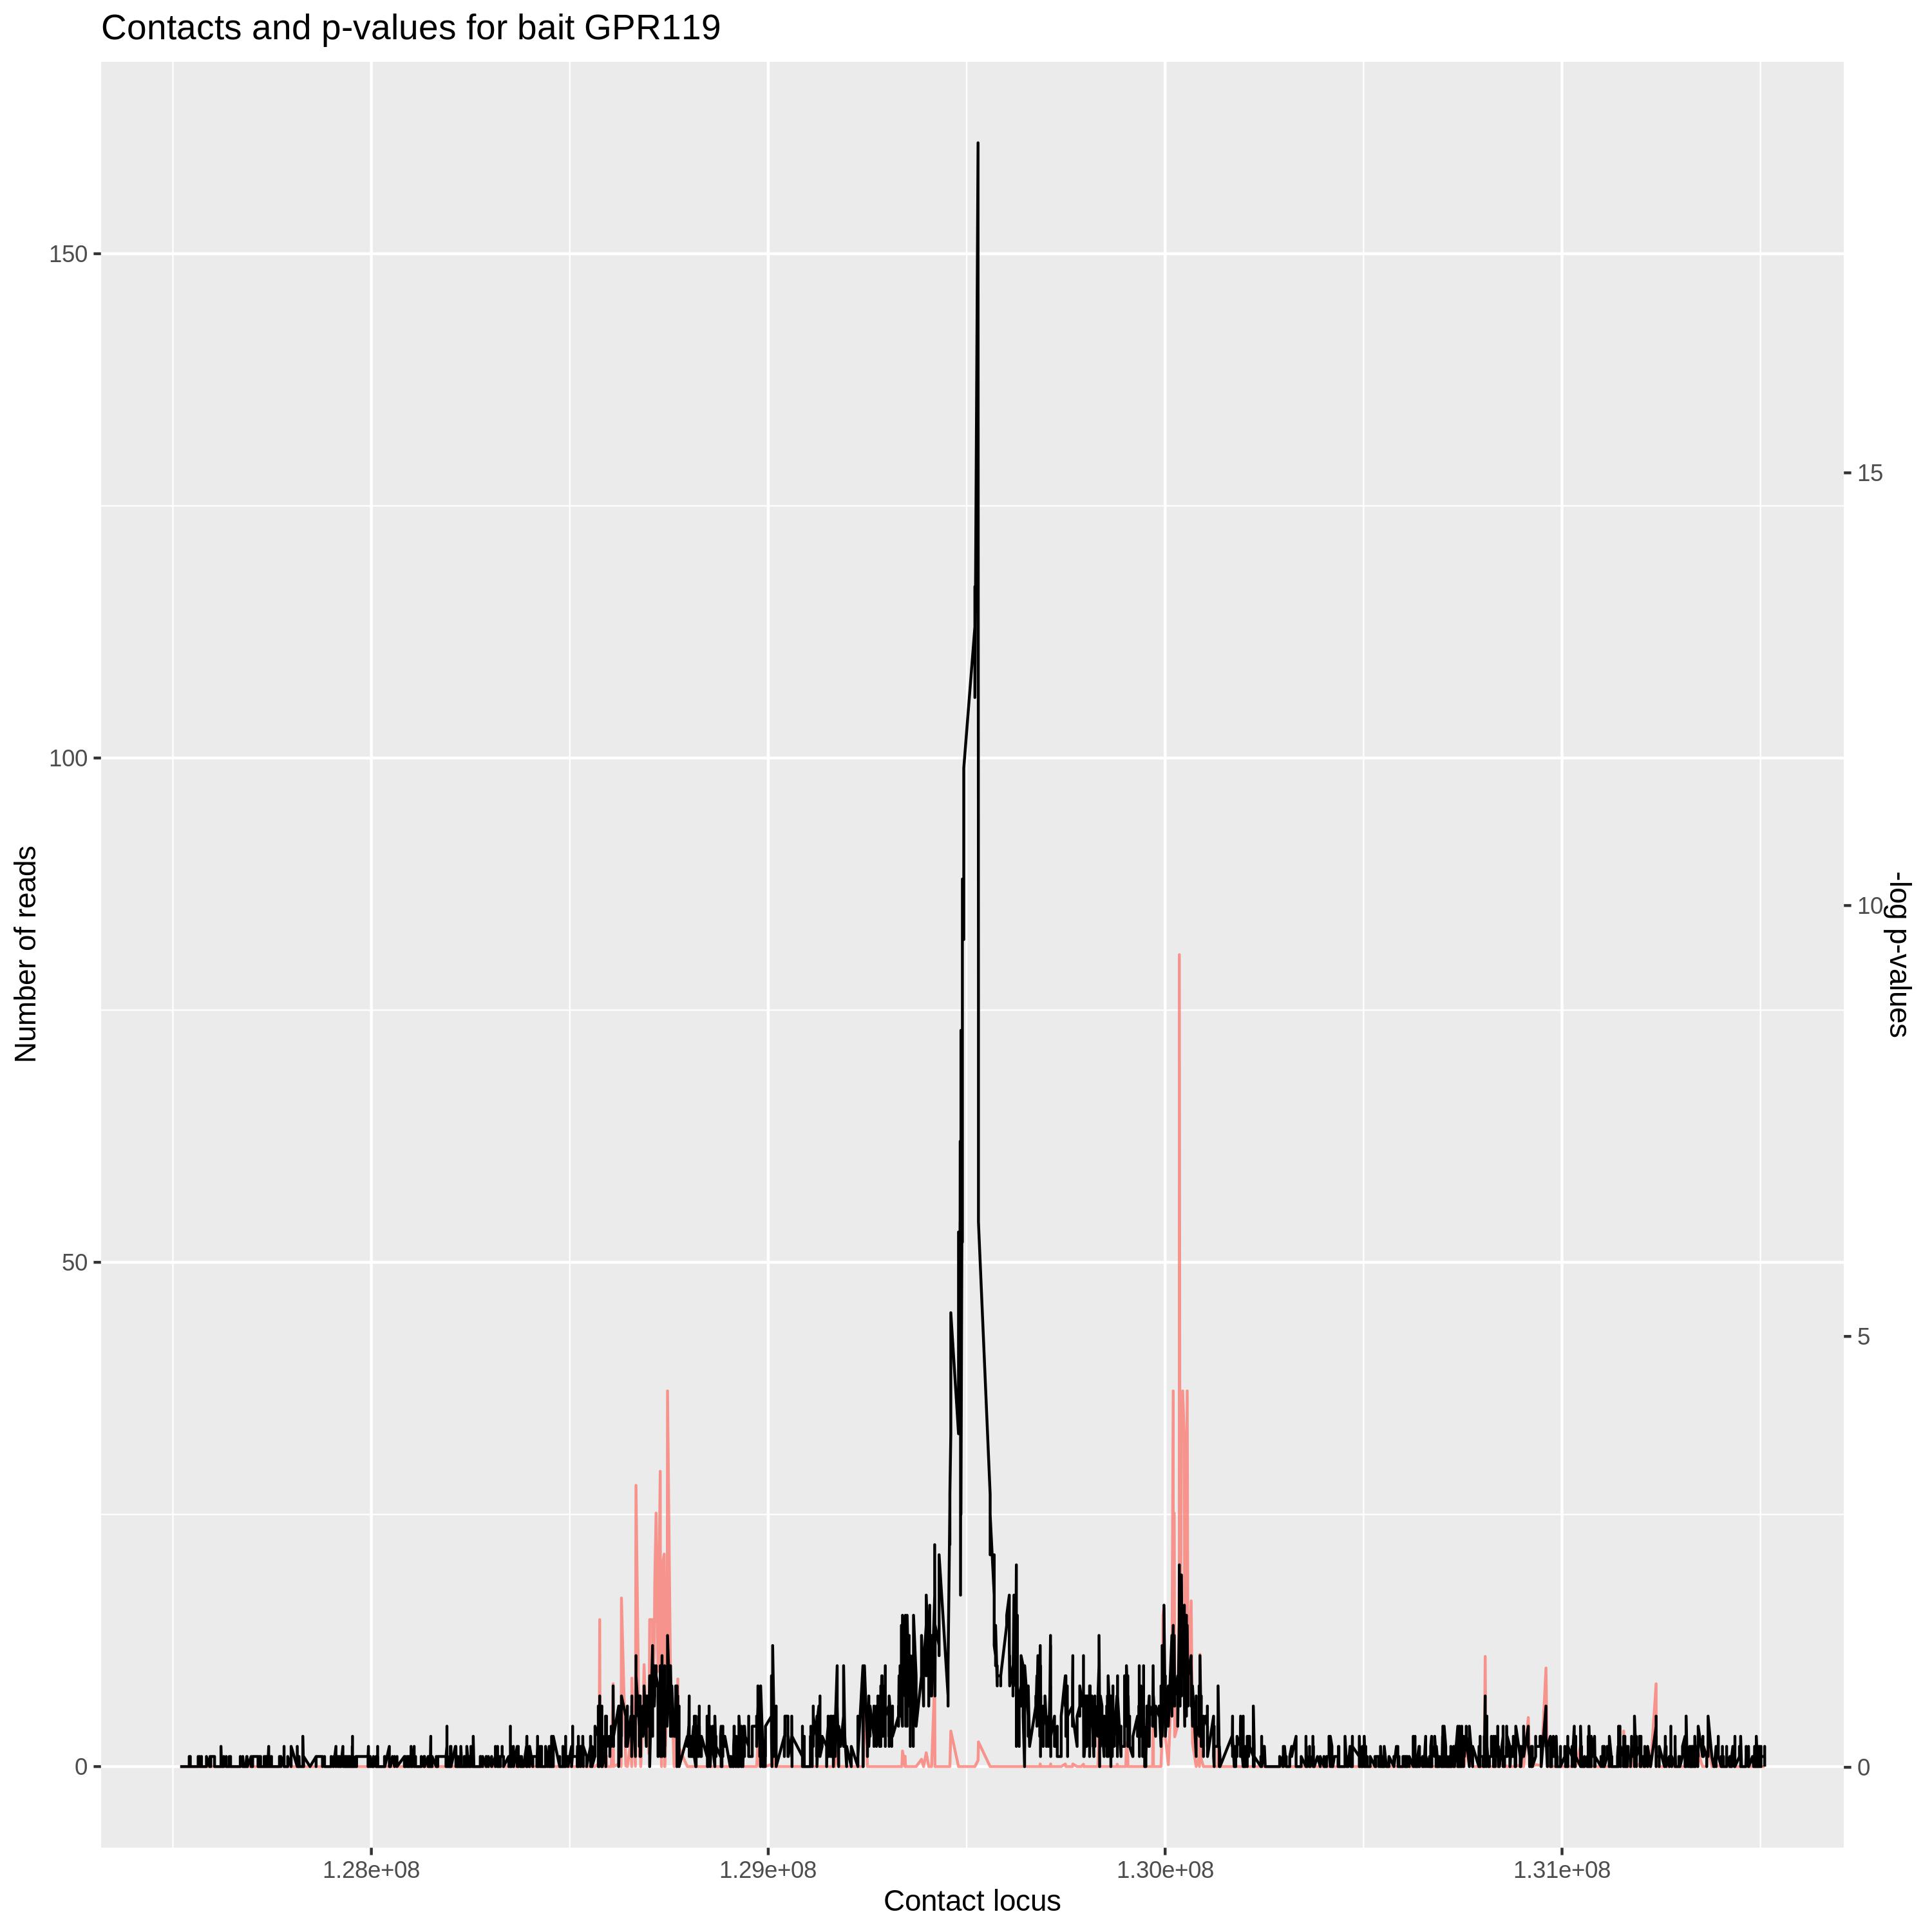 Contacts and p-values for bait GPR119
150
100
50
0
Number of reads
15
10
5
0
-log p-values
1.28e+08
1.29e+08
1.30e+08
1.31e+08
Contact locus